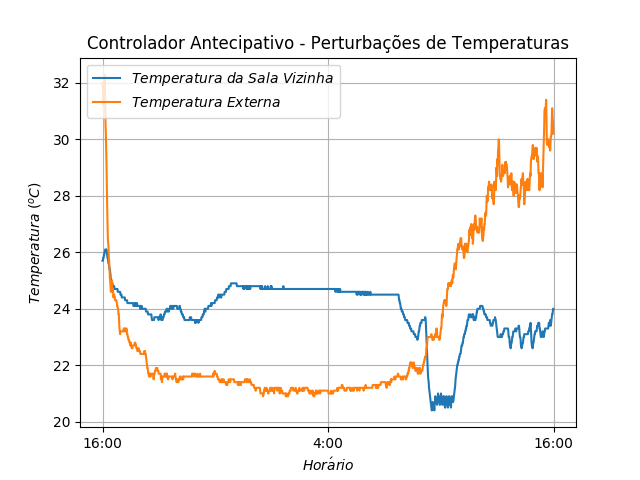 Controlador Antecipativo - Perturbações de Temperaturas
Temperatura da Sala Vizinha
Temperatura Externa
32
30
28
26
24
22
20
Temperatura (°C)
16:00 4:00 16:00
Horário